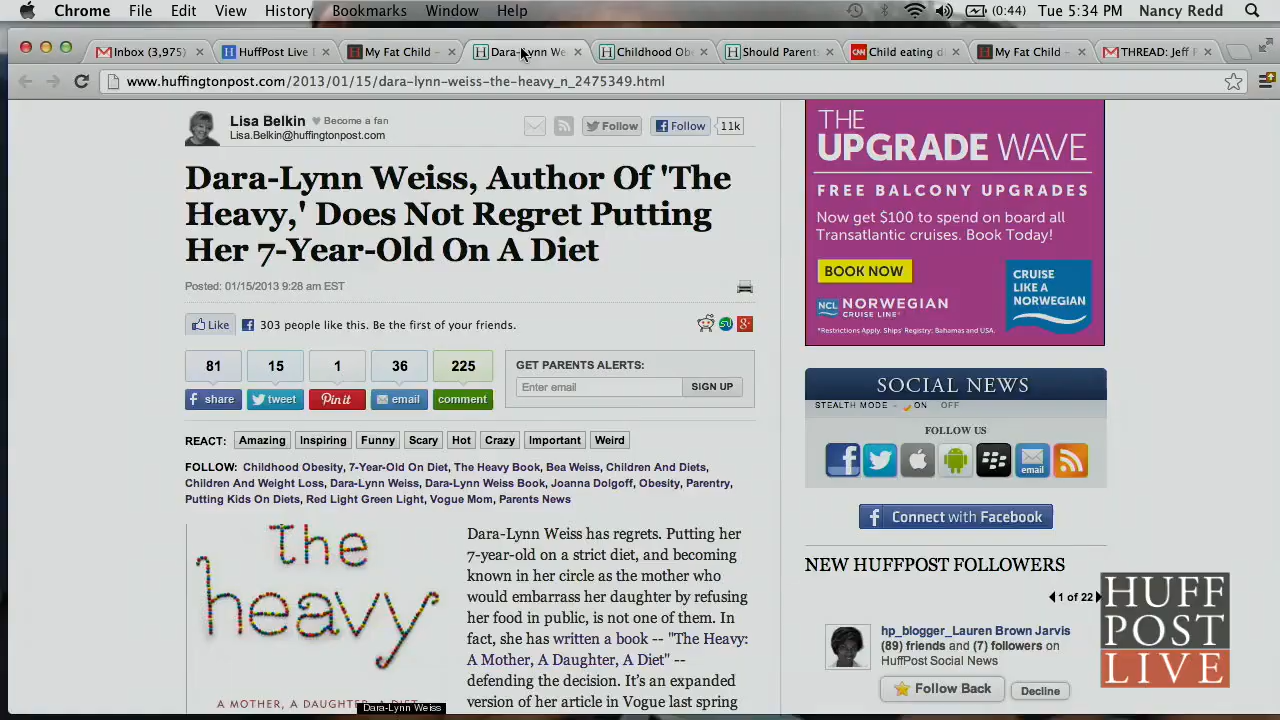 Chrome File Edit View History Bookmarks Window Help (0:44) Tue 5:34 PM Nancy Redd
Inbox (3,975) HuffPost Live My Fat Child – Dara-Lynn We Childhood Ob Should Parent CNN Child eating d My Fat Child – THREAD: Jeff
www.huffingtonpost.com/2013/01/15/dara-lynn-weiss-the-heavy_n_2475349.html
Lisa Belkin Become a fan
Lisa.Belkin@huffingtonpost.com
Follow Follow 11k
Dara-Lynn Weiss, Author Of 'The
Heavy,' Does Not Regret Putting
Her 7-Year-Old On A Diet
Posted: 01/15/2013 9:28 am EST
Like 303 people like this. Be the first of your friends.
81 15 1 36 225
share tweet Pin it email comment
GET PARENTS ALERTS:
Enter email SIGN UP
REACT: Amazing Inspiring Funny Scary Hot Crazy Important Weird
FOLLOW: Childhood Obesity, 7-Year-Old On Diet, The Heavy Book, Bea Weiss, Children And Diets,
Children And Weight Loss, Dara-Lynn Weiss, Dara-Lynn Weiss Book, Joanna Dolgoff, Obesity, Parentry,
Putting Kids On Diets, Red Light Green Light, Vogue Mom, Parents News
the
heavy
A MOTHER, A DAUGHTER, A DIET
Dara-Lynn Weiss
Dara-Lynn Weiss has regrets. Putting her
7-year-old on a strict diet, and becoming
known in her circle as the mother who
would embarrass her daughter by refusing
her food in public, is not one of them. In
fact, she has written a book -- "The Heavy:
A Mother, A Daughter, A Diet" --
defending the decision. It's an expanded
version of her article in Vogue last spring
THE
UPGRADE WAVE
FREE BALCONY UPGRADES
Now get $100 to spend on board all
Transatlantic cruises. Book Today!
BOOK NOW
NCL NORWEGIAN
CRUISE LINE
CRUISE
LIKE A
NORWEGIAN
*Restrictions Apply. Ships' Registry: Bahamas and USA.
SOCIAL NEWS
STEALTH MODE - ON OFF
FOLLOW US
email
Connect with Facebook
NEW HUFFPOST FOLLOWERS
1 of 22
hp_blogger_Lauren Brown Jarvis
(89) friends and (7) followers on
HuffPost Social News
Follow Back Decline
HUFF
POST
LIVE